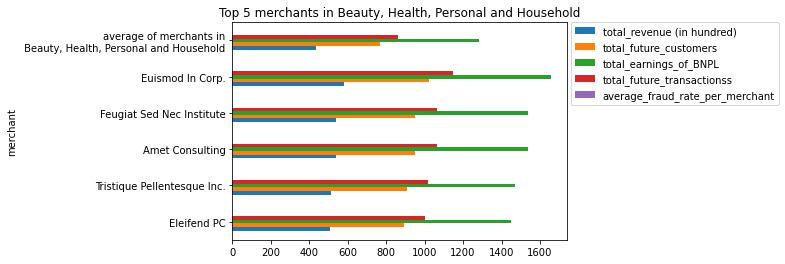 Top 5 merchants in Beauty, Health, Personal and Household
average of merchants in
Beauty, Health, Personal and Household
Euismod In Corp.
Feugiat Sed Nec Institute
Amet Consulting
Tristique Pellentesque Inc.
Eleifend PC
merchant
0 200 400 600 800 1000 1200 1400 1600
total_revenue (in hundred)
total_future_customers
total_earnings_of_BNPL
total_future_transactionss
average_fraud_rate_per_merchant